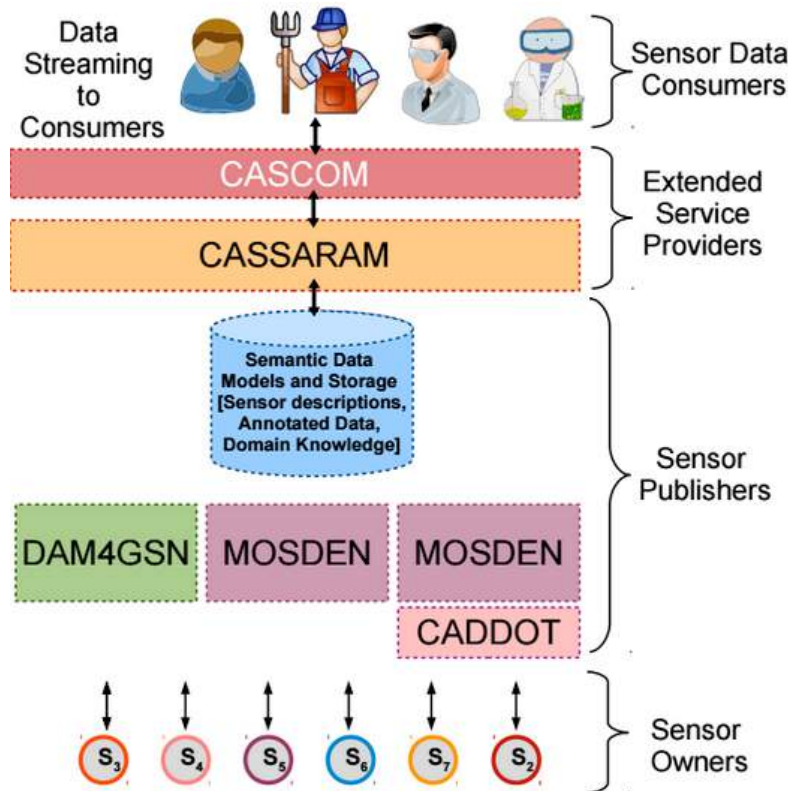 Data
Streaming
to
Consumers
Sensor Data
Consumers
CASCOM
CASSARAM
Extended
Service
Providers
Semantic Data
Models and Storage
[Sensor descriptions,
Annotated Data,
Domain Knowledge]
Sensor
Publishers
DAM4GSN
MOSDEN
MOSDEN
CADDOT
S3
S4
S5
S6
S7
S2
Sensor
Owners